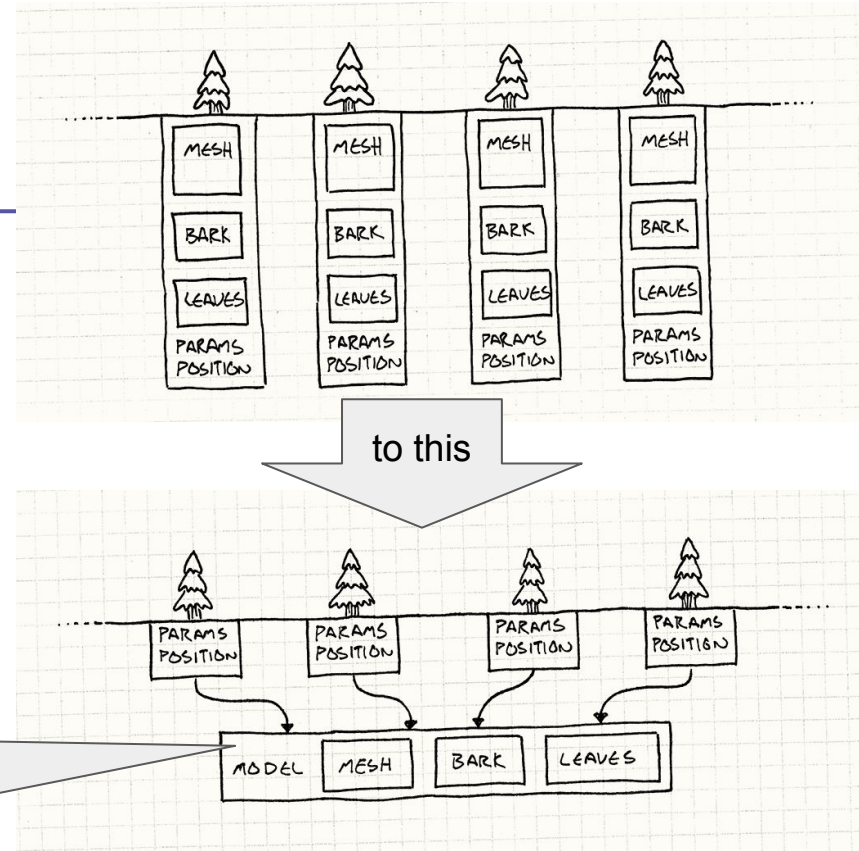 MESH
MESH
MESH
MESH
BARK
BARK
BARK
BARK
LEAVES
LEAVES
LEAVES
LEAVES
PARAMS
POSITION
PARAMS
POSITION
PARAMS
POSITION
PARAMS
POSITION
to this
PARAMS
POSITION
PARAMS
POSITION
PARAMS
POSITION
PARAMS
POSITION
MODEL
MESH
BARK
LEAVES